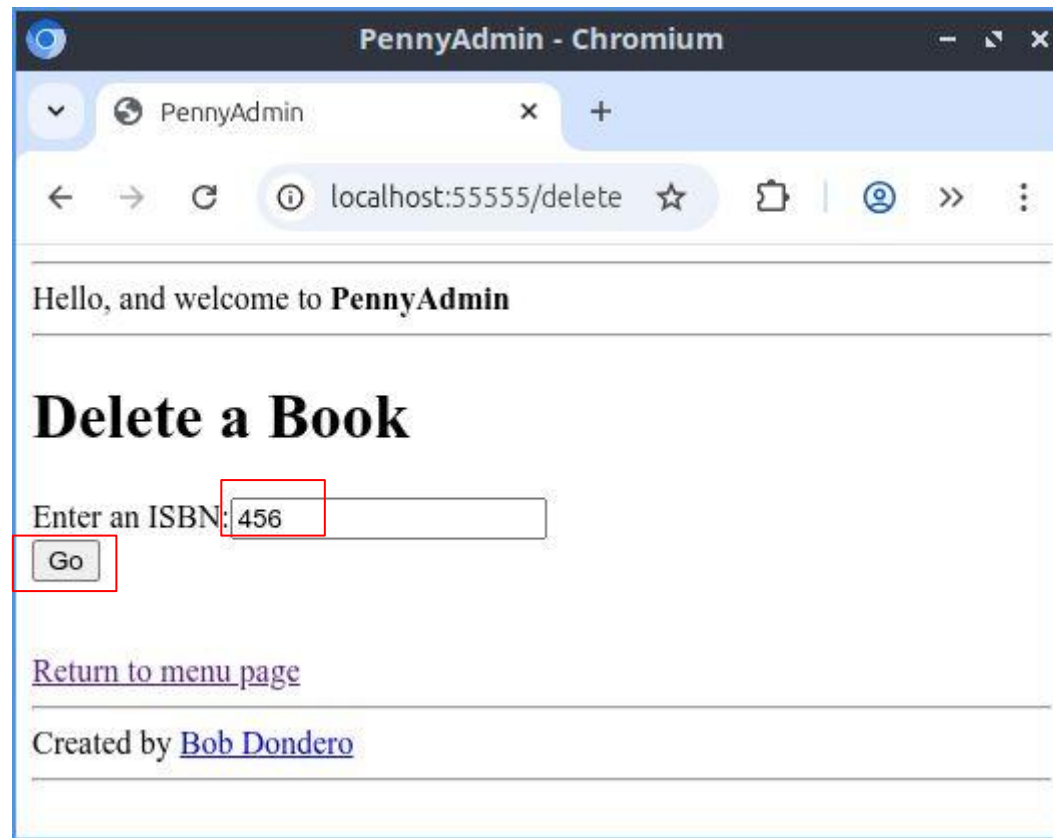 PennyAdmin - Chromium
PennyAdmin
localhost:55555/delete
Hello, and welcome to PennyAdmin
Delete a Book
Enter an ISBN: 456
Go
Return to menu page
Created by Bob Dondero